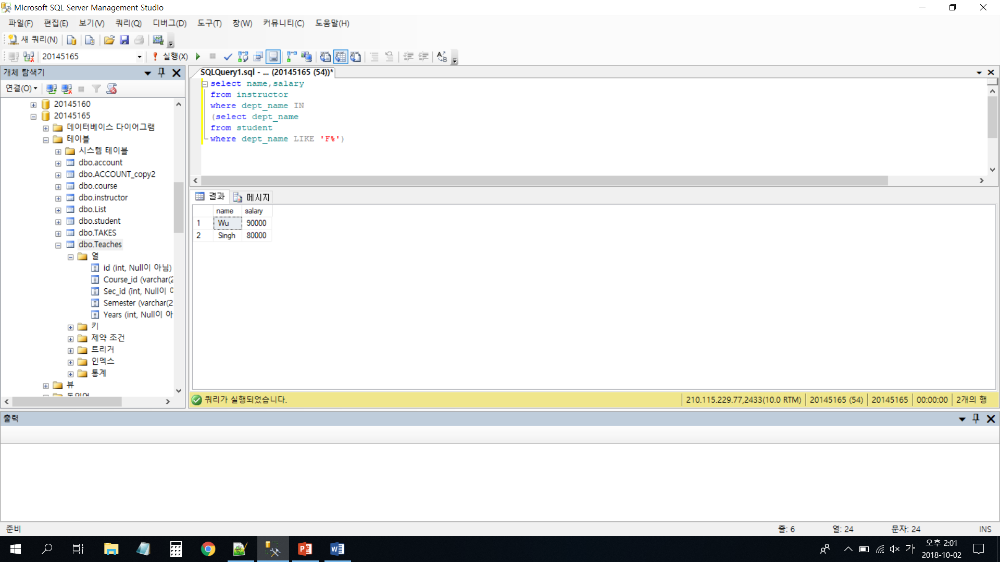 Microsoft SQL Server Management Studio
파일(F) 편집(E) 보기(V) 쿼리(Q) 디버그(D) 도구(T) 창(W) 커뮤니티(C) 도움말(H)
새 쿼리(N)
20145165 실행(X)
개체 탐색기
연결(O)
20145160
20145165
데이터베이스 다이어그램
테이블
시스템 테이블
dbo.account
dbo.ACCOUNT_copy2
dbo.course
dbo.instructor
dbo.List
dbo.student
dbo.TAKES
dbo.Teaches
열
id (int, Null이 아님)
Course_id (varchar(2
Sec_id (int, Null이
Semester (varchar(2
Years (int, Null이 아
키
제약 조건
트리거
인덱스
통계
뷰
SQLQuery1.sql - ... (20145165 (54))*
select name,salary
from instructor
where dept_name IN
(select dept_name
from student
where dept_name LIKE 'F%')
결과 메시지
name salary
1 Wu 90000
2 Singh 80000
쿼리가 실행되었습니다. 210.115.229.77,2433(10.0 RTM) 20145165 (54) 20145165 00:00:00 2개의 행
출력
준비 줄: 6 열: 24 문자: 24 INS
가 오후 2:01
2018-10-02